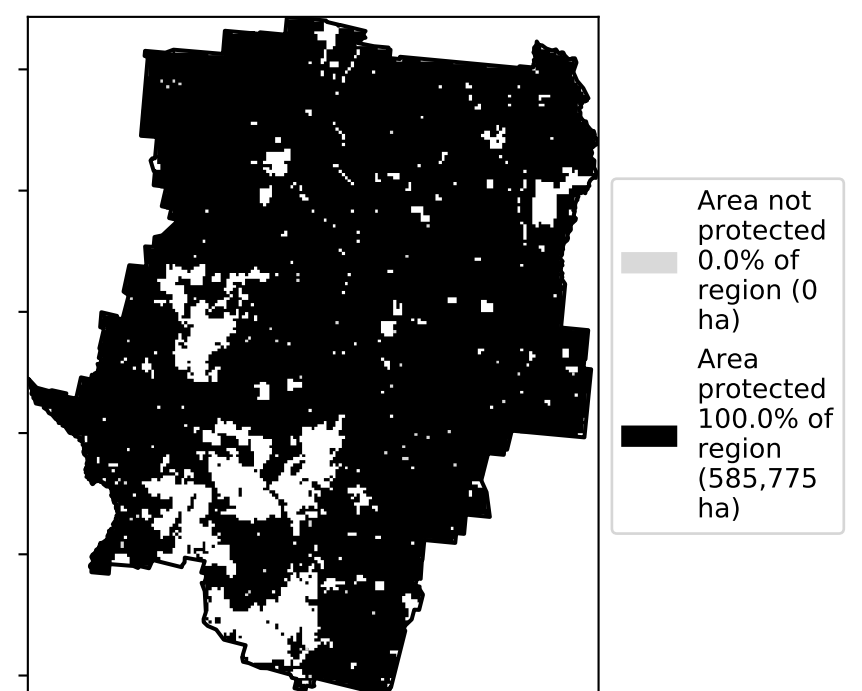 Area not
protected
0.0% of
region (0
ha)
Area
protected
100.0% of
region
(585,775
ha)